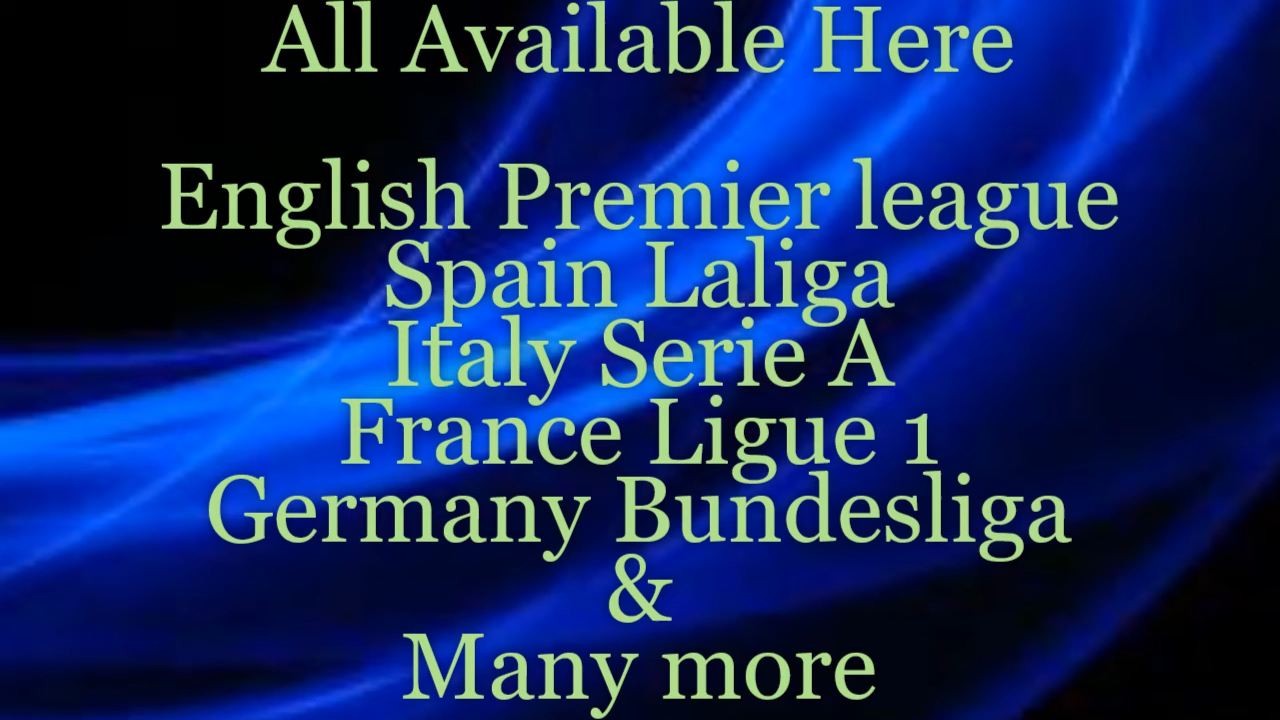 All Available Here
English Premier league
Spain Laliga
Italy Serie A
France Ligue 1
Germany Bundesliga
&
Many more